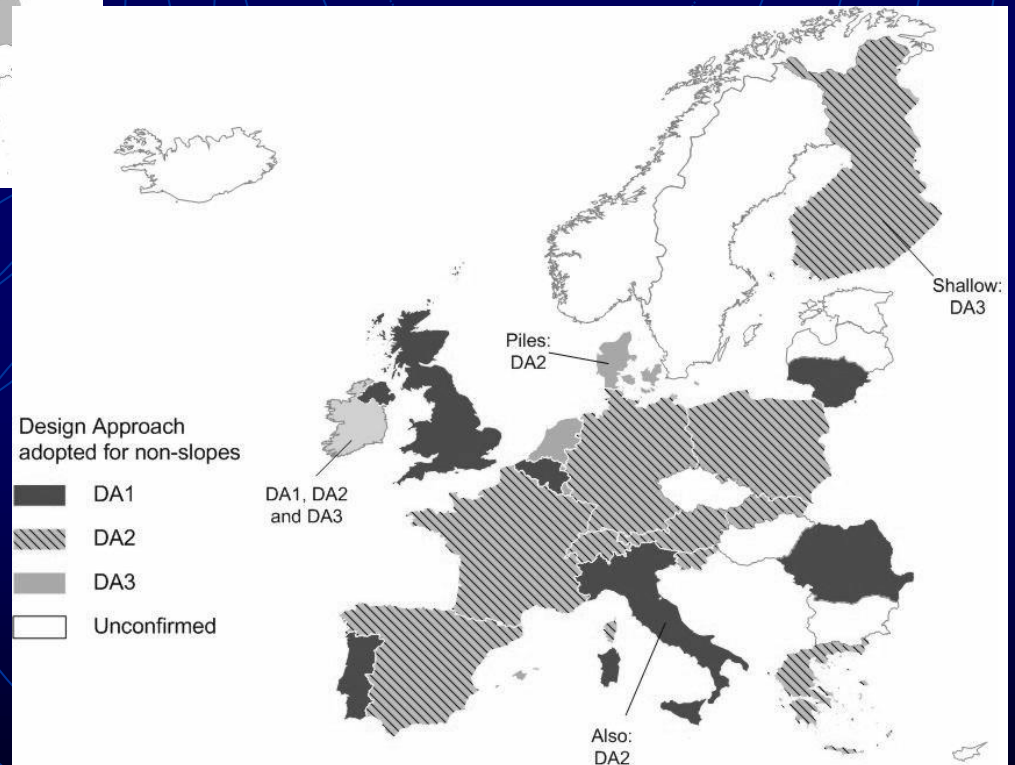 Shallow:
DA3
Piles:
DA2
Design Approach
adopted for non-slopes
DA1
DA2
DA3
Unconfirmed
DA1, DA2
and DA3
Also:
DA2